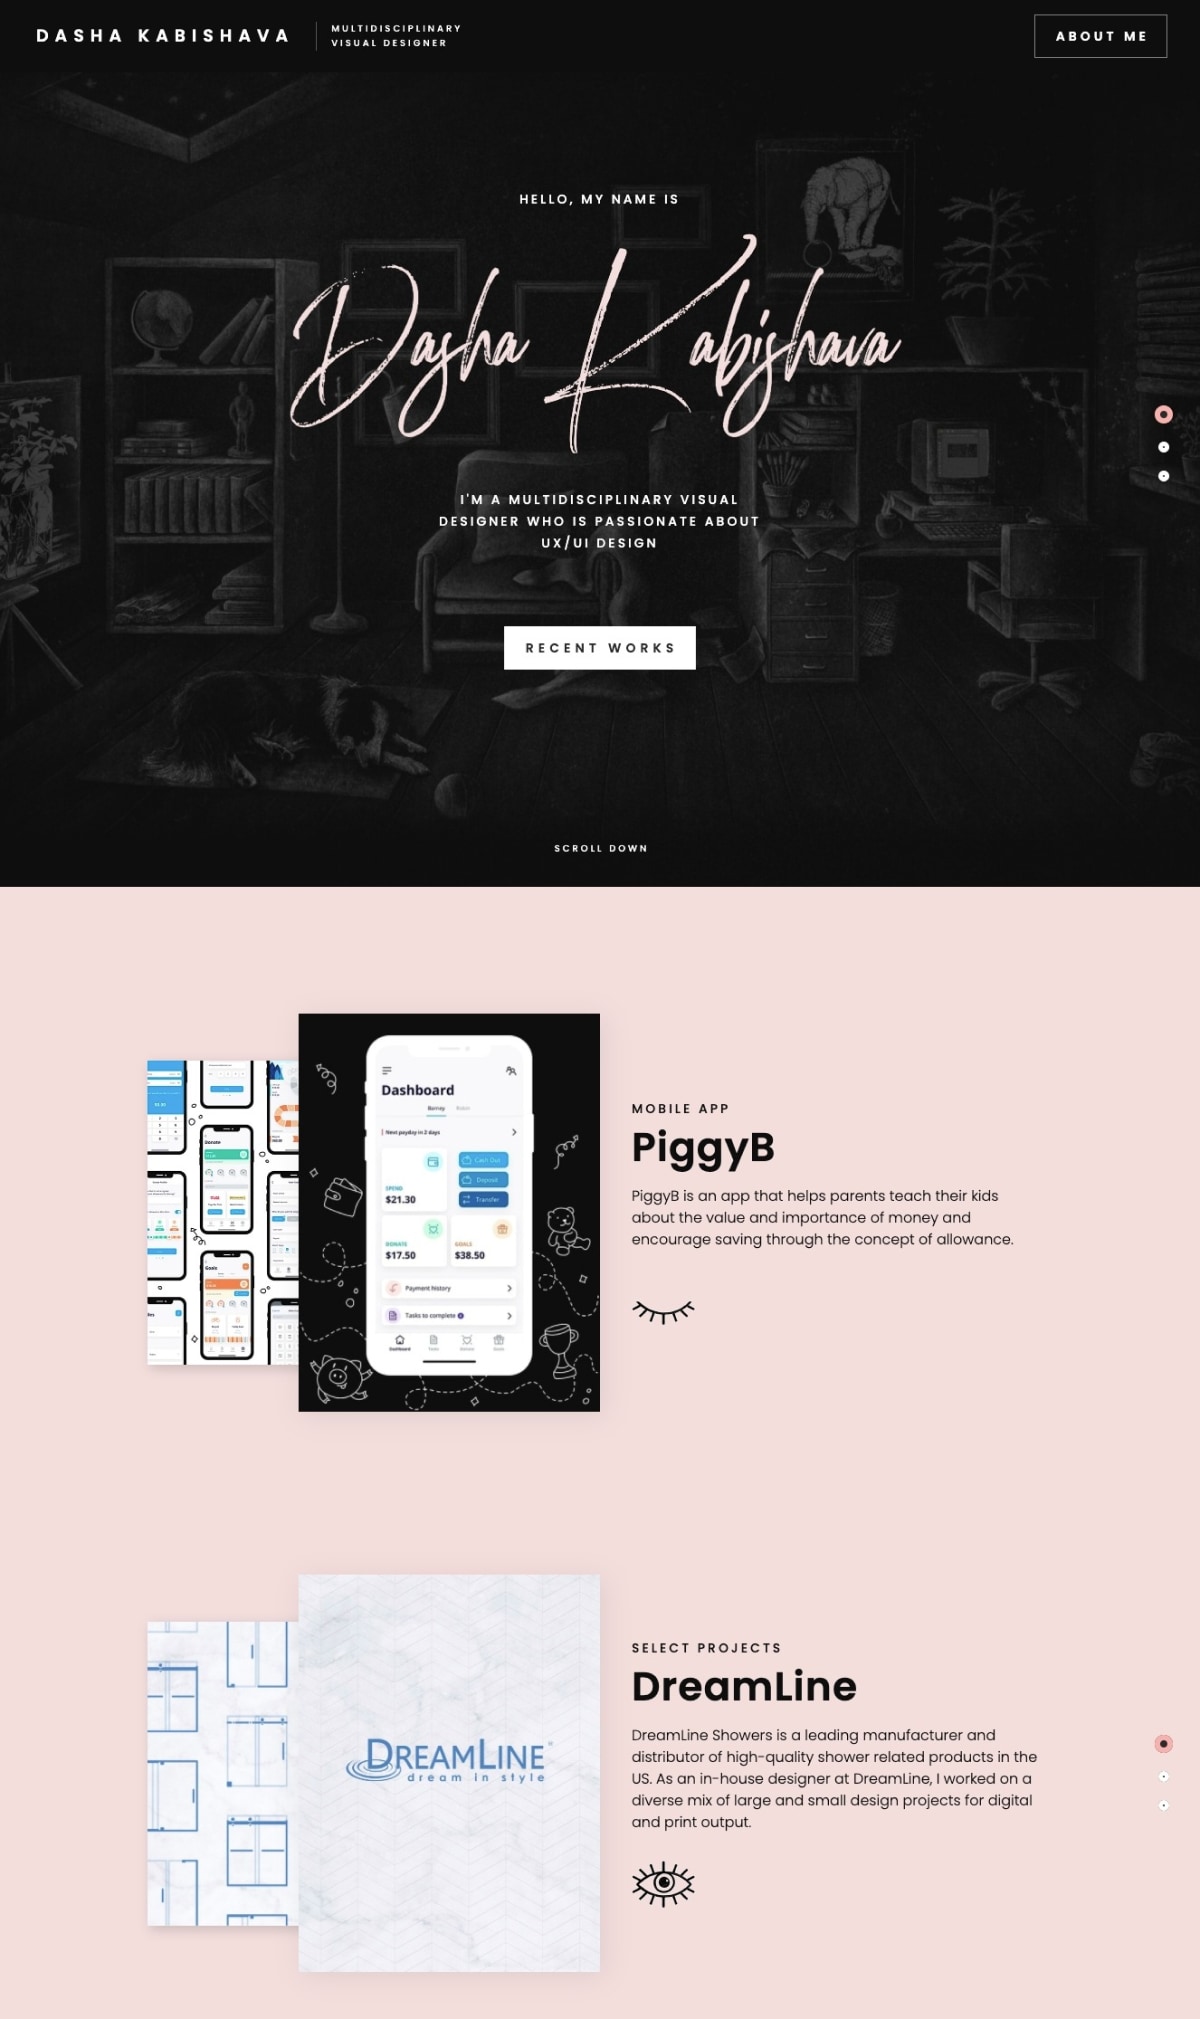 DASHA KABISHAVA
MULTIDISCIPLINARY
VISUAL DESIGNER
ABOUT ME
HELLO, MY NAME IS
Dasha Kabishava
I'M A MULTIDISCIPLINARY VISUAL
DESIGNER WHO IS PASSIONATE ABOUT
UX/UI DESIGN
RECENT WORKS
SCROLL DOWN
Donate
Goals
Dashboard
Next payday in 2 days
Cash Out
Deposit
Transfer
SPEND
$21.30
DONATE
$17.50
GOALS
$38.50
Payment history
Tasks to complete
Dashboard
MOBILE APP
PiggyB
PiggyB is an app that helps parents teach their kids
about the value and importance of money and
encourage saving through the concept of allowance.
DREAMLINE
dream in style
SELECT PROJECTS
DreamLine
DreamLine Showers is a leading manufacturer and
distributor of high-quality shower related products in the
US. As an in-house designer at DreamLine, I worked on a
diverse mix of large and small design projects for digital
and print output.